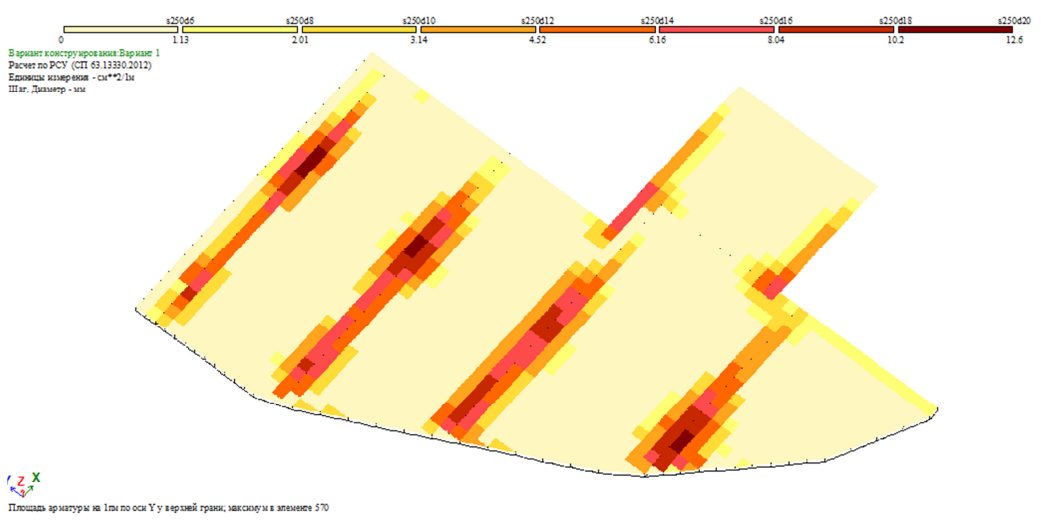 s250d6 s250d8 s250d10 s250d12 s250d14 s250d16 s250d18 s250d20
0 1.13 2.01 3.14 4.52 6.16 8.04 10.2 12.6
Вариант конструирования:Вариант 1
Расчет по РСУ (СП 63.13330.2012)
Единицы измерения - см**2/1м
Шаг, Диаметр - мм
Z X
Площадь арматуры на 1пм по оси Y у верхней грани; максимум в элементе 570